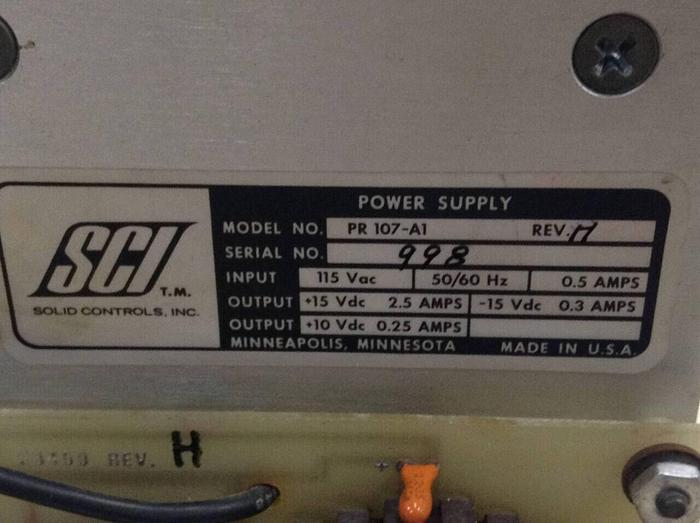 POWER SUPPLY
SCI T.M.
SOLID CONTROLS, INC.
MODEL NO. PR 107-A1 REV. H
SERIAL NO. 998
INPUT 115 Vac 50/60 Hz 0.5 AMPS
OUTPUT +15 Vdc 2.5 AMPS -15 Vdc 0.3 AMPS
OUTPUT +10 Vdc 0.25 AMPS
MINNEAPOLIS, MINNESOTA MADE IN U.S.A.
REV. H
+